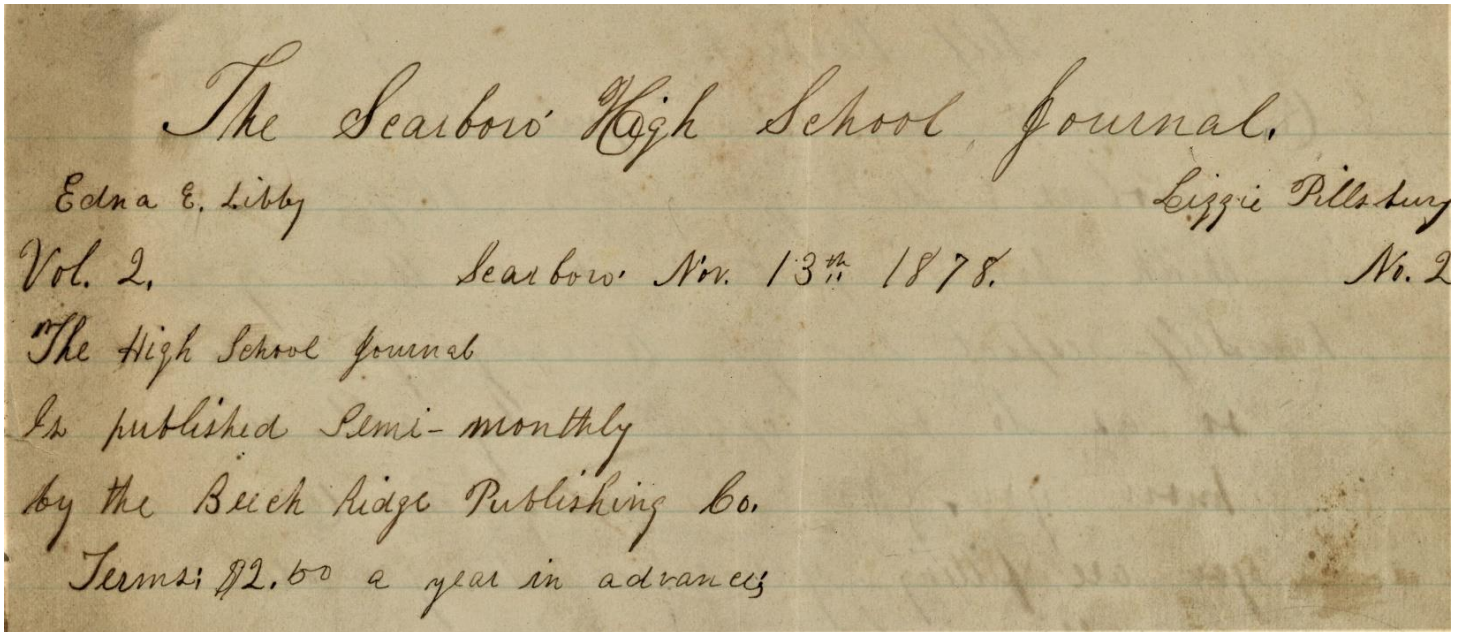 The Scarboro' High School Journal.
Edna E. Libby Lizzie Pillsbury
Vol. 2. Scarboro' Nov. 13th 1878. No. 2
The High School Journal
Is published Semi-monthly
by the Beech Ridge Publishing Co.
Terms: $2.00 a year in advance;